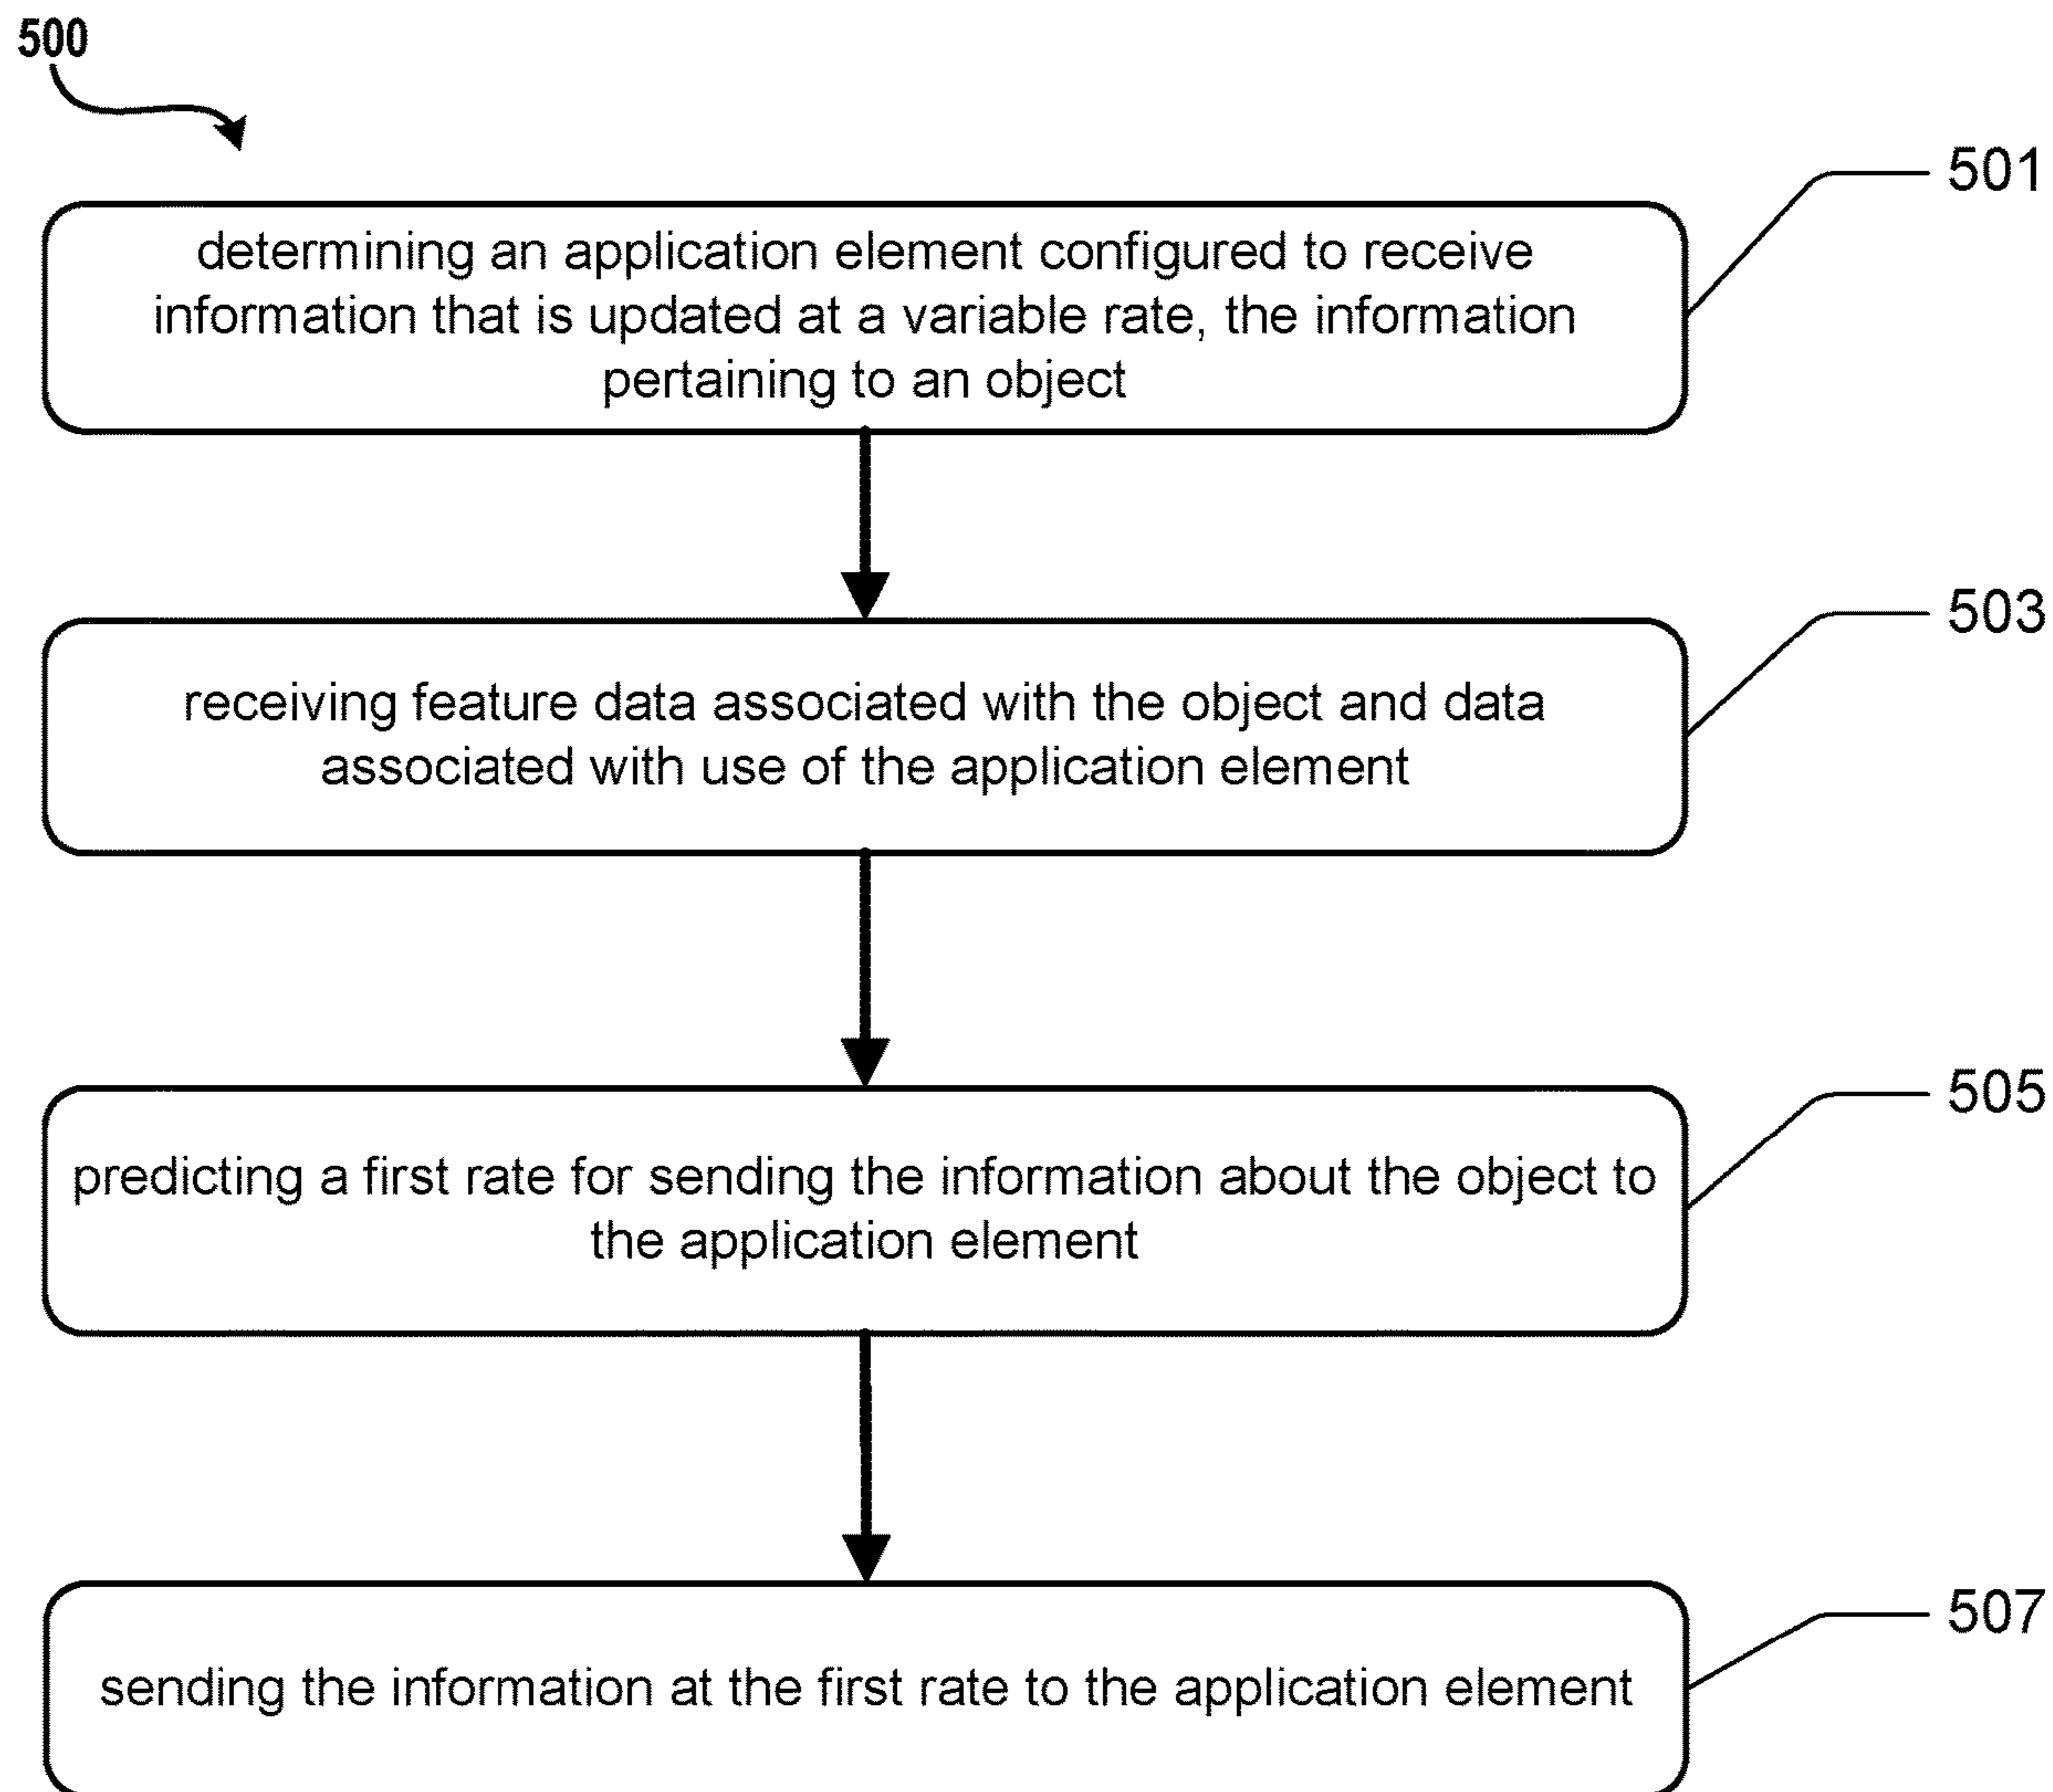 500
501
determining an application element configured to receive
information that is updated at a variable rate, the information
pertaining to an object
503
receiving feature data associated with the object and data
associated with use of the application element
505
predicting a first rate for sending the information about the object to
the application element
507
sending the information at the first rate to the application element